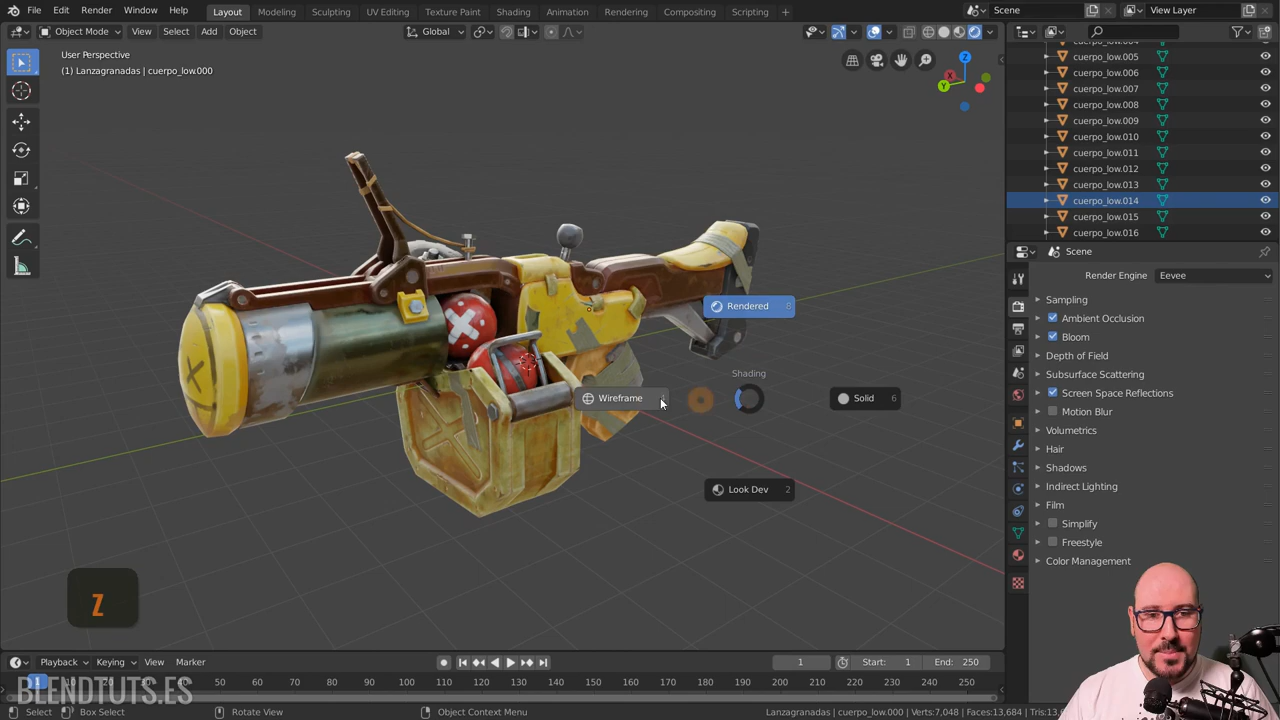 File Edit Render Window Help Layout Modeling Sculpting UV Editing Texture Paint Shading Animation Rendering Compositing Scripting + Scene View Layer
Object Mode View Select Add Object Global
User Perspective
(1) Lanzagranadas | cuerpo_low.000
cuerpo_low.005
cuerpo_low.006
cuerpo_low.007
cuerpo_low.008
cuerpo_low.009
cuerpo_low.010
cuerpo_low.011
cuerpo_low.012
cuerpo_low.013
cuerpo_low.014
cuerpo_low.015
cuerpo_low.016
Scene
Render Engine Eevee
Sampling
Ambient Occlusion
Bloom
Depth of Field
Subsurface Scattering
Screen Space Reflections
Motion Blur
Volumetrics
Hair
Shadows
Indirect Lighting
Film
Simplify
Freestyle
Color Management
X Y Z
Rendered 8
Shading
Wireframe
Solid 6
Look Dev 2
Z
Playback Keying View Marker 1 Start: 1 End: 250
1 20 30 40 50 60 70 80 90 100 110 120 130 140 150 160 170 180 190 200 210 220 230 240 250
BLENDTUTS.ES
Select Box Select Rotate View Object Context Menu Lanzagranadas | cuerpo_low.000 | Verts:7,048 | Faces:13,684 | Tris:13,6